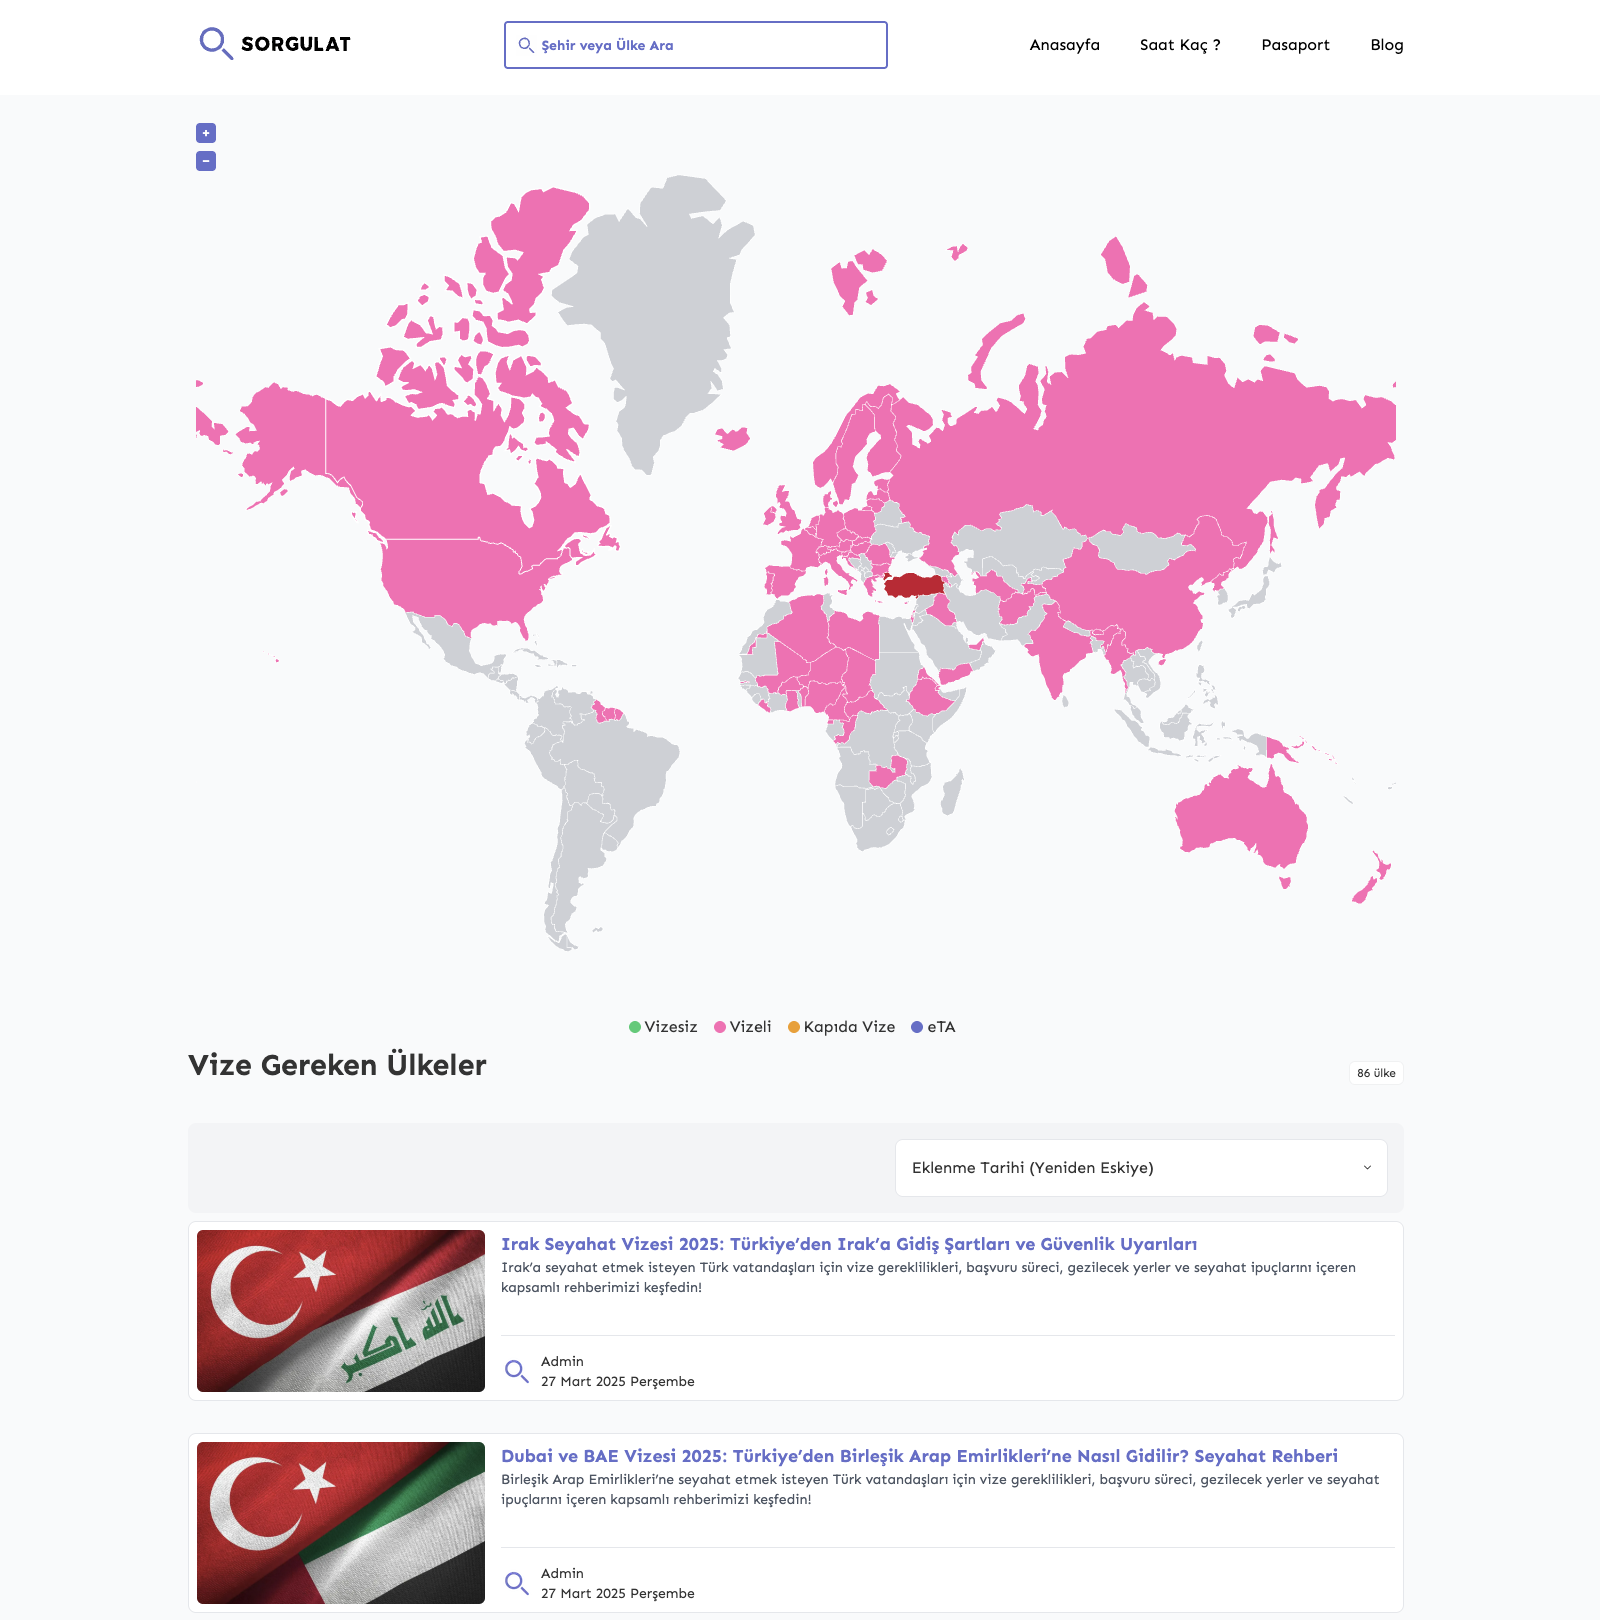 SORGULAT
Şehir veya Ülke Ara
Anasayfa
Saat Kaç ?
Pasaport
Blog
+
−
Vizesiz
Vizeli
Kapıda Vize
eTA
Vize Gereken Ülkeler
86 ülke
Eklenme Tarihi (Yeniden Eskiye)
Irak Seyahat Vizesi 2025: Türkiye’den Irak’a Gidiş Şartları ve Güvenlik Uyarıları
Irak’a seyahat etmek isteyen Türk vatandaşları için vize gereklilikleri, başvuru süreci, gezilecek yerler ve seyahat ipuçlarını içeren
kapsamlı rehberimizi keşfedin!
الله اكبر
Admin
27 Mart 2025 Perşembe
Dubai ve BAE Vizesi 2025: Türkiye’den Birleşik Arap Emirlikleri’ne Nasıl Gidilir? Seyahat Rehberi
Birleşik Arap Emirlikleri’ne seyahat etmek isteyen Türk vatandaşları için vize gereklilikleri, başvuru süreci, gezilecek yerler ve seyahat
ipuçlarını içeren kapsamlı rehberimizi keşfedin!
Admin
27 Mart 2025 Perşembe